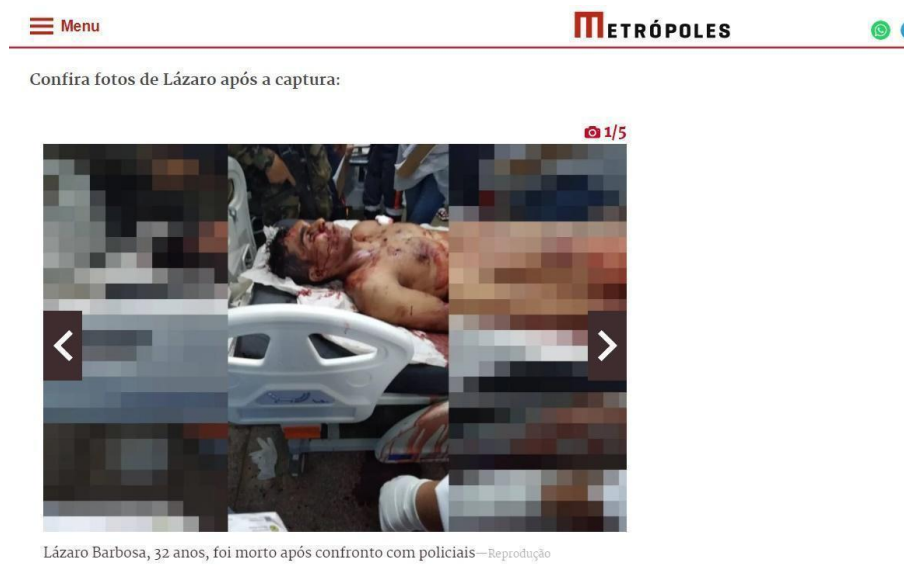 Menu
METRÓPOLES
Confira fotos de Lázaro após a captura:
1/5
Lázaro Barbosa, 32 anos, foi morto após confronto com policiais—Reprodução